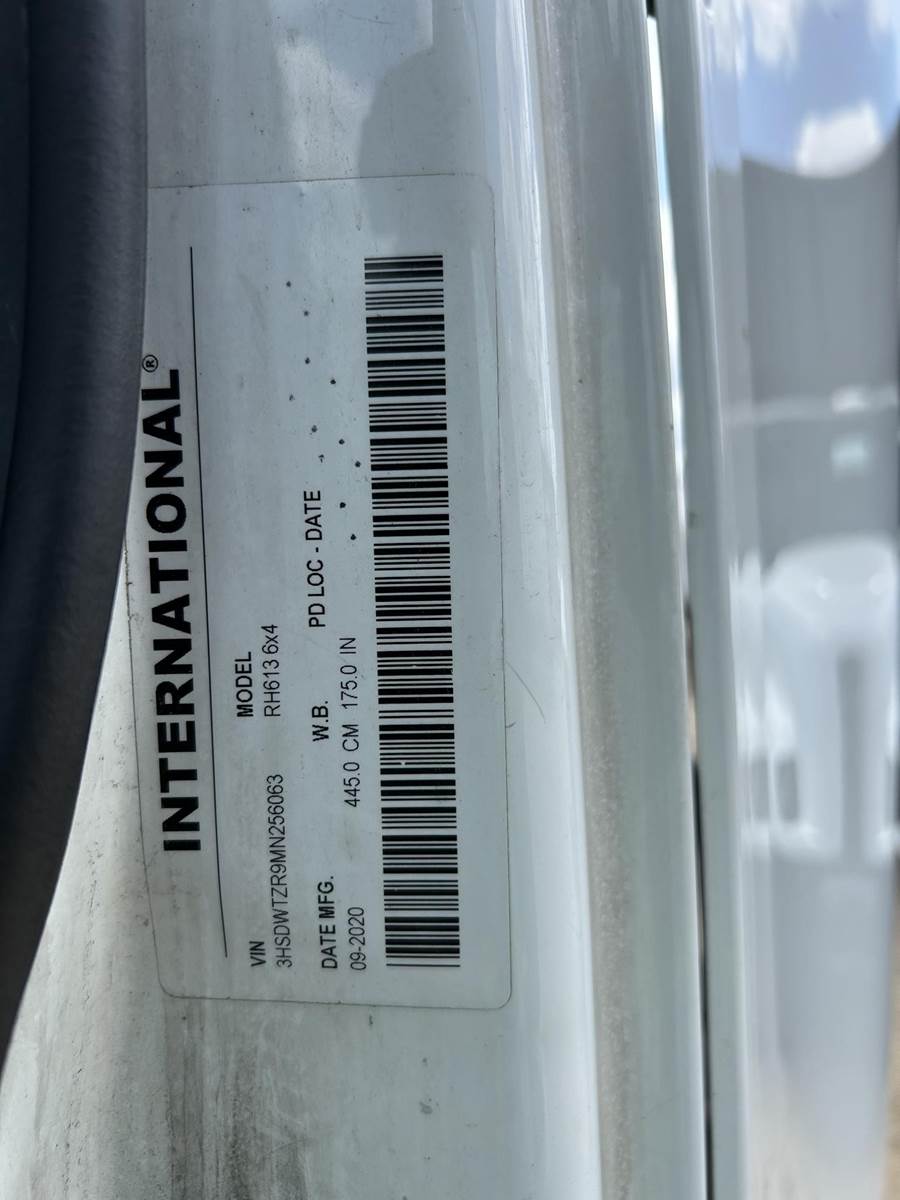 INTERNATIONAL®
VIN MODEL
3HSDWTZR9MN256063 RH613 6x4
DATE MFG. W.B. PD LOC - DATE
09-2020 445.0 CM 175.0 IN